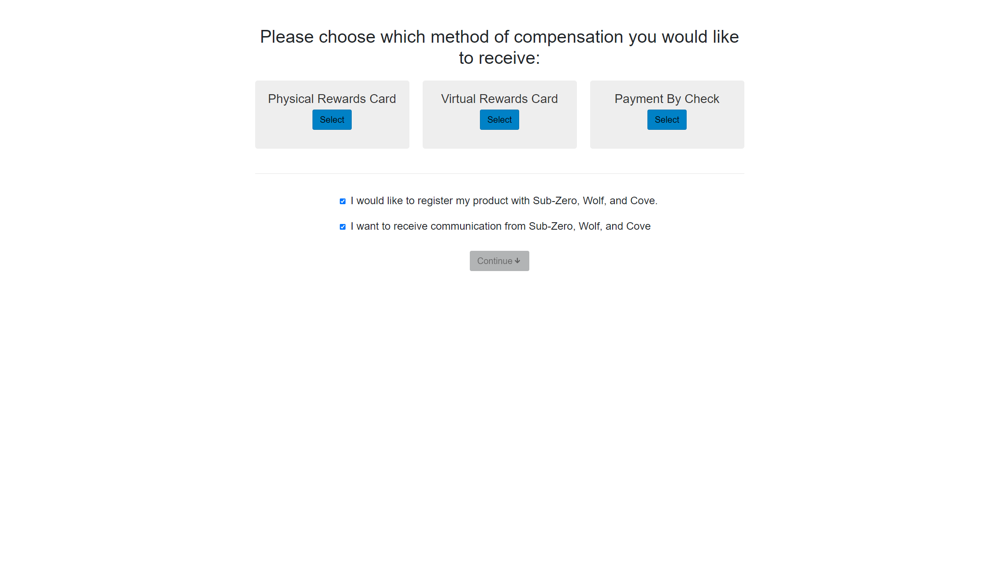 Please choose which method of compensation you would like
to receive:
Physical Rewards Card
Select
Virtual Rewards Card
Select
Payment By Check
Select
I would like to register my product with Sub-Zero, Wolf, and Cove.
I want to receive communication from Sub-Zero, Wolf, and Cove
Continue